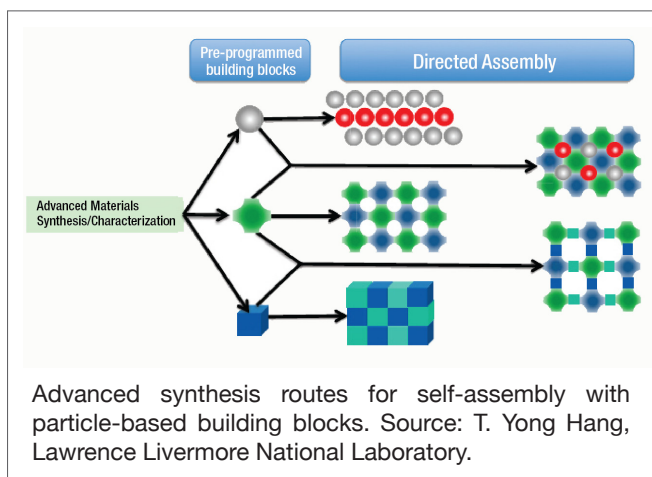 Pre-programmed
building blocks
Directed Assembly
Advanced Materials
Synthesis/Characterization
Advanced synthesis routes for self-assembly with
particle-based building blocks. Source: T. Yong Hang,
Lawrence Livermore National Laboratory.